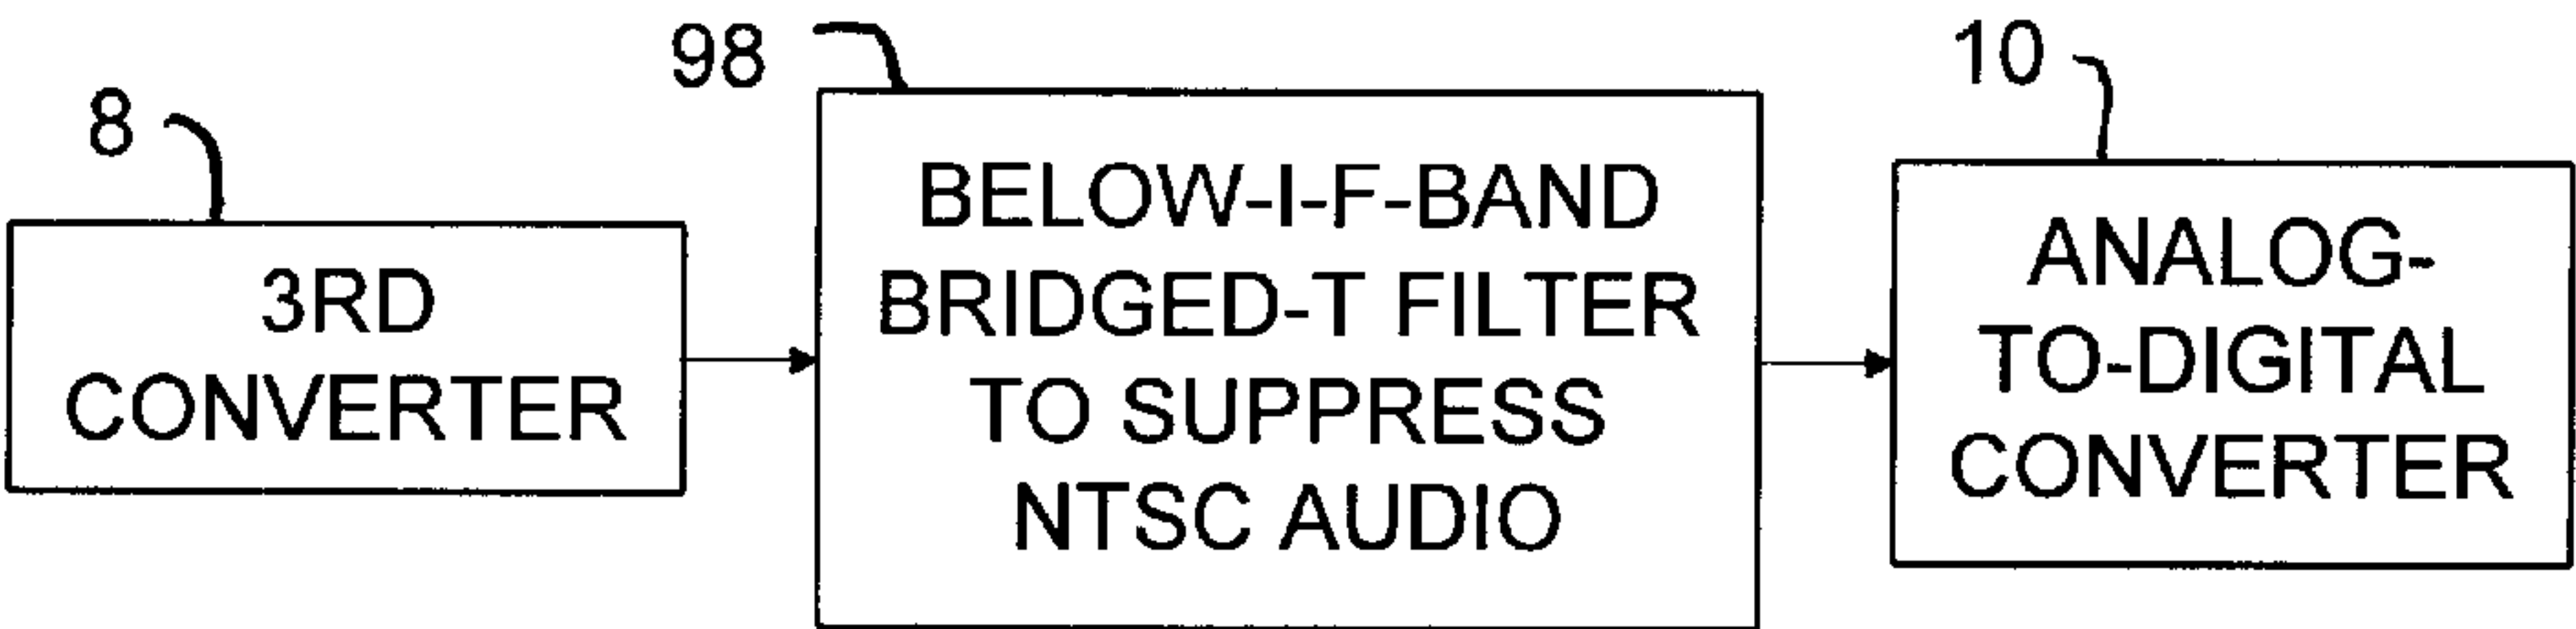 8
3RD
CONVERTER
98
BELOW-I-F-BAND
BRIDGED-T FILTER
TO SUPPRESS
NTSC AUDIO
10
ANALOG-
TO-DIGITAL
CONVERTER